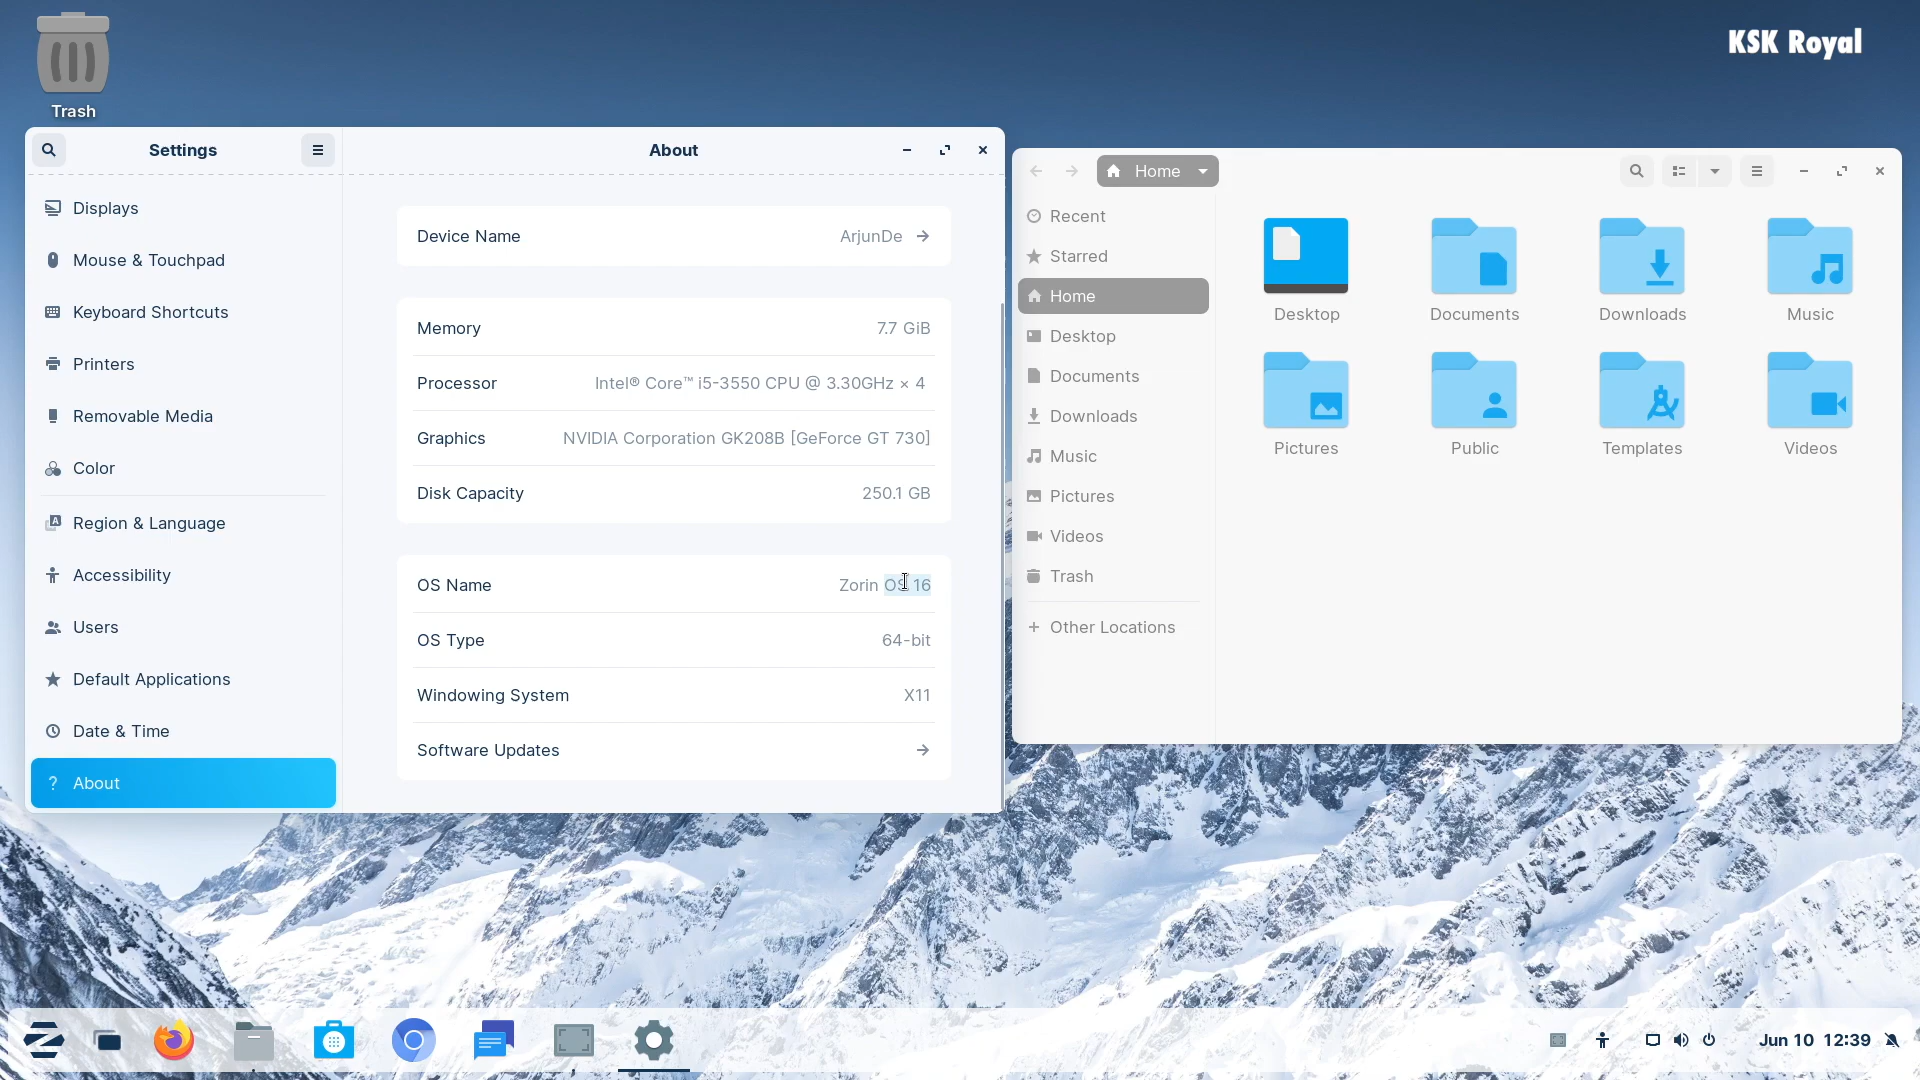 KSK Royal
Trash
Settings
Displays
Mouse & Touchpad
Keyboard Shortcuts
Printers
Removable Media
Color
Region & Language
Accessibility
Users
Default Applications
Date & Time
? About
About
Device Name ArjunDe
Memory 7.7 GiB
Processor Intel® Core™ i5-3550 CPU @ 3.30GHz × 4
Graphics NVIDIA Corporation GK208B [GeForce GT 730]
Disk Capacity 250.1 GB
OS Name Zorin OS 16
OS Type 64-bit
Windowing System X11
Software Updates
Home
Recent
Starred
Home
Desktop
Documents
Downloads
Music
Pictures
Videos
Trash
+ Other Locations
Desktop Documents Downloads Music
Pictures Public Templates Videos
Jun 10 12:39